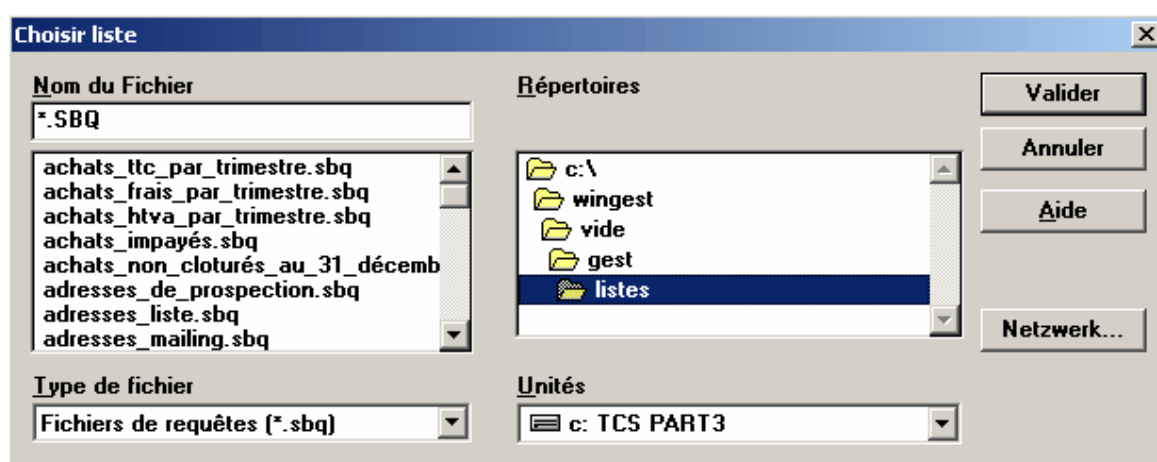 Choisir liste
Nom du Fichier
*.SBQ
achats_ttc_par_trimestre.sbq
achats_frais_par_trimestre.sbq
achats_htva_par_trimestre.sbq
achats_impayés.sbq
achats_non_cloturés_au_31_décemb
adresses_de_prospection.sbq
adresses_liste.sbq
adresses_mailing.sbq
Type de fichier
Fichiers de requêtes (*.sbq)
Répertoires
c:\
wingest
vide
gest
listes
Unités
c: TCS PART3
Valider
Annuler
Aide
Netzwerk...